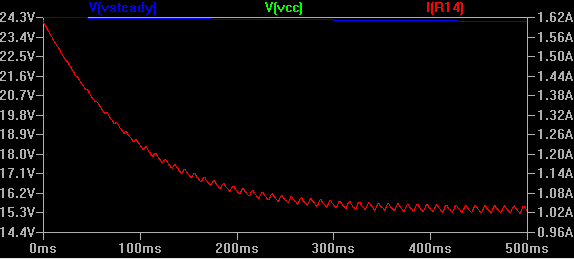 V(vsteady) V(vcc) I(R14)
24.3V 1.62A
23.4V 1.56A
22.5V 1.50A
21.6V 1.44A
20.7V 1.38A
19.8V 1.32A
18.9V 1.26A
18.0V 1.20A
17.1V 1.14A
16.2V 1.08A
15.3V 1.02A
14.4V 0.96A
0ms 100ms 200ms 300ms 400ms 500ms